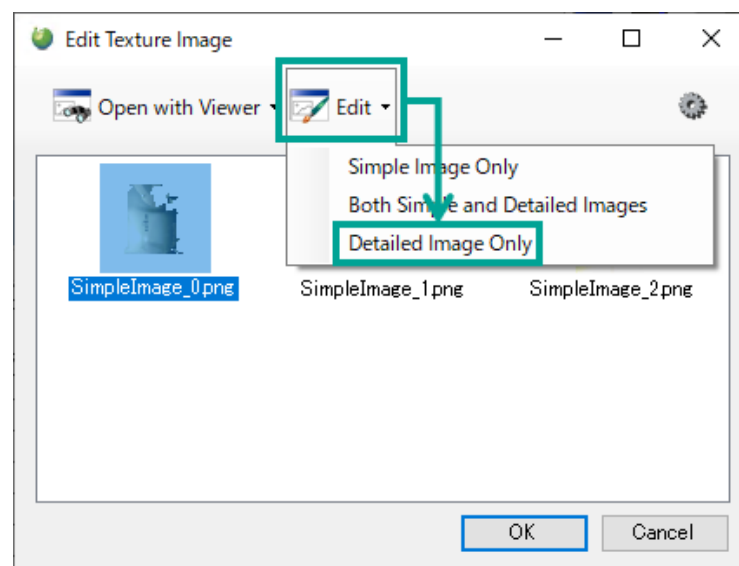 Edit Texture Image
Open with Viewer Edit
Simple Image Only
Both Simple and Detailed Images
Detailed Image Only
SimpleImage_0.png SimpleImage_1.png SimpleImage_2.png
OK Cancel